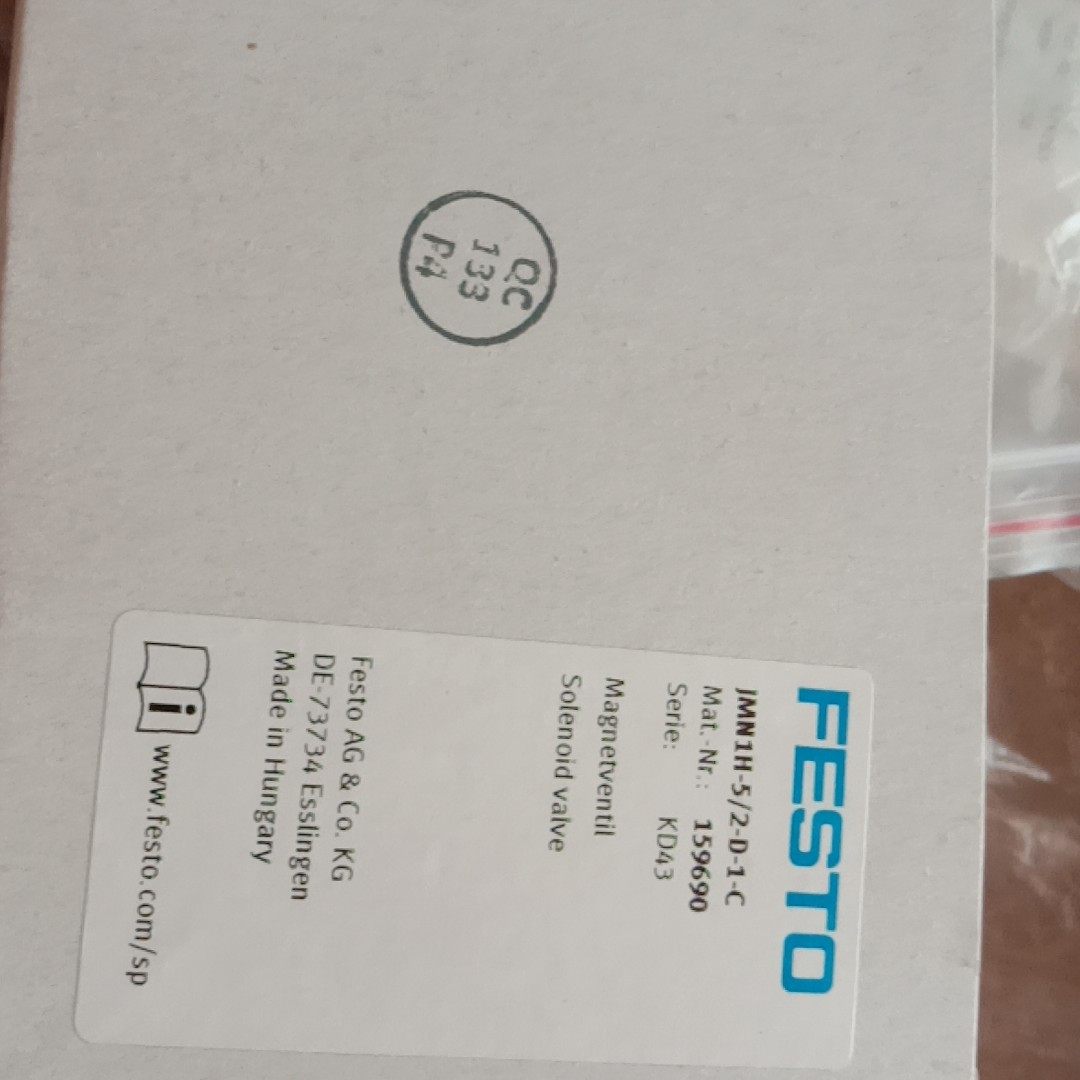 QC
133
P4
FESTO
JMN1H-5/2-D-1-C
Mat.-Nr.: 159690
Serie: KD43
Magnetventil
Solenoid valve
Festo AG & Co. KG
DE-73734 Esslingen
Made in Hungary
i www.festo.com/sp